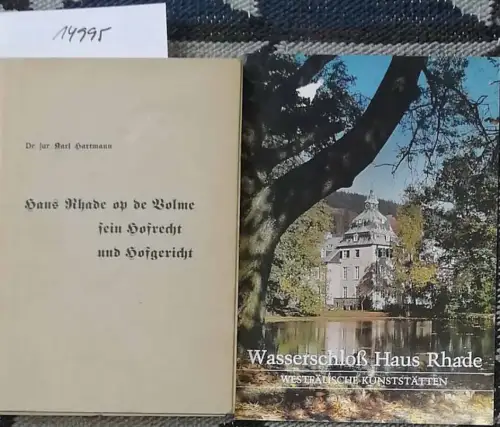 14995
Dr jur Karl Hartmann
Haus Rhade op de Volme
sein Hofrecht
und Hofgericht
Wasserschloß Haus Rhade
WESTFÄLISCHE KUNSTSTÄTTEN